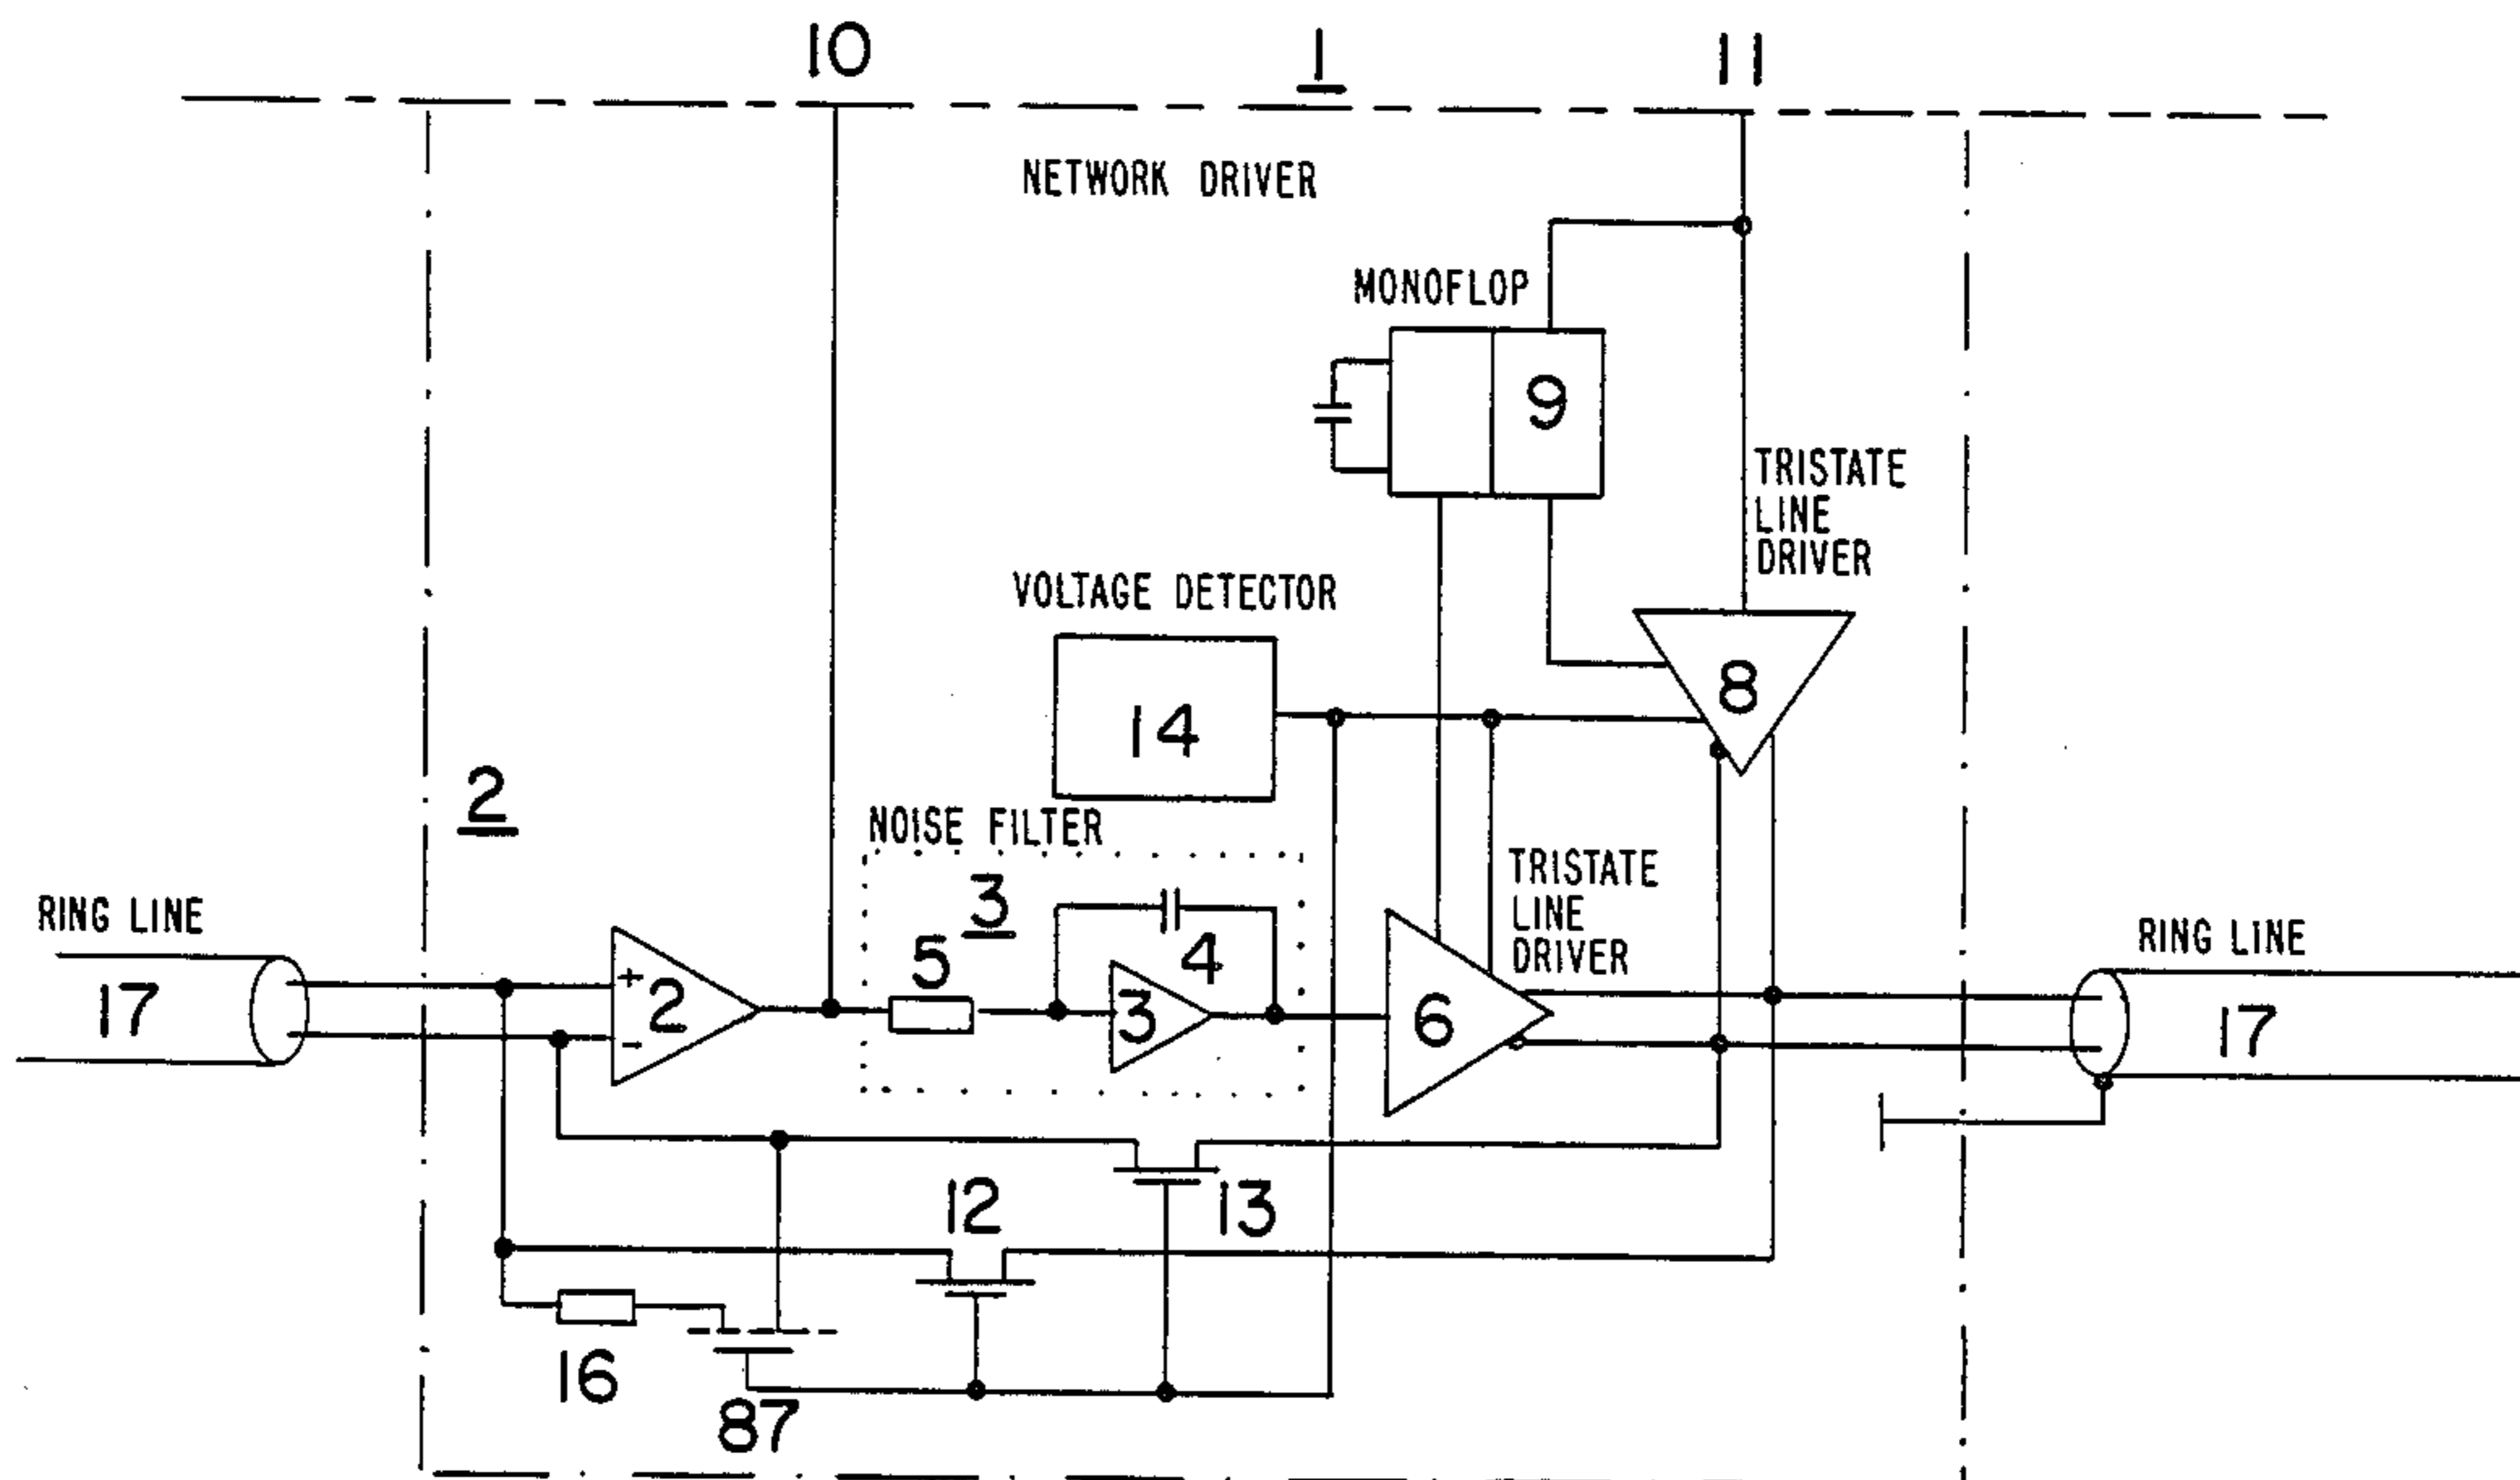 10
1
11
NETWORK DRIVER
MONOFLOP
9
TRISTATE
LINE
DRIVER
VOLTAGE DETECTOR
8
14
2
NOISE FILTER
TRISTATE
LINE
DRIVER
3
RING LINE
RING LINE
5
4
17
+
2
-
3
6
17
12
13
16
87